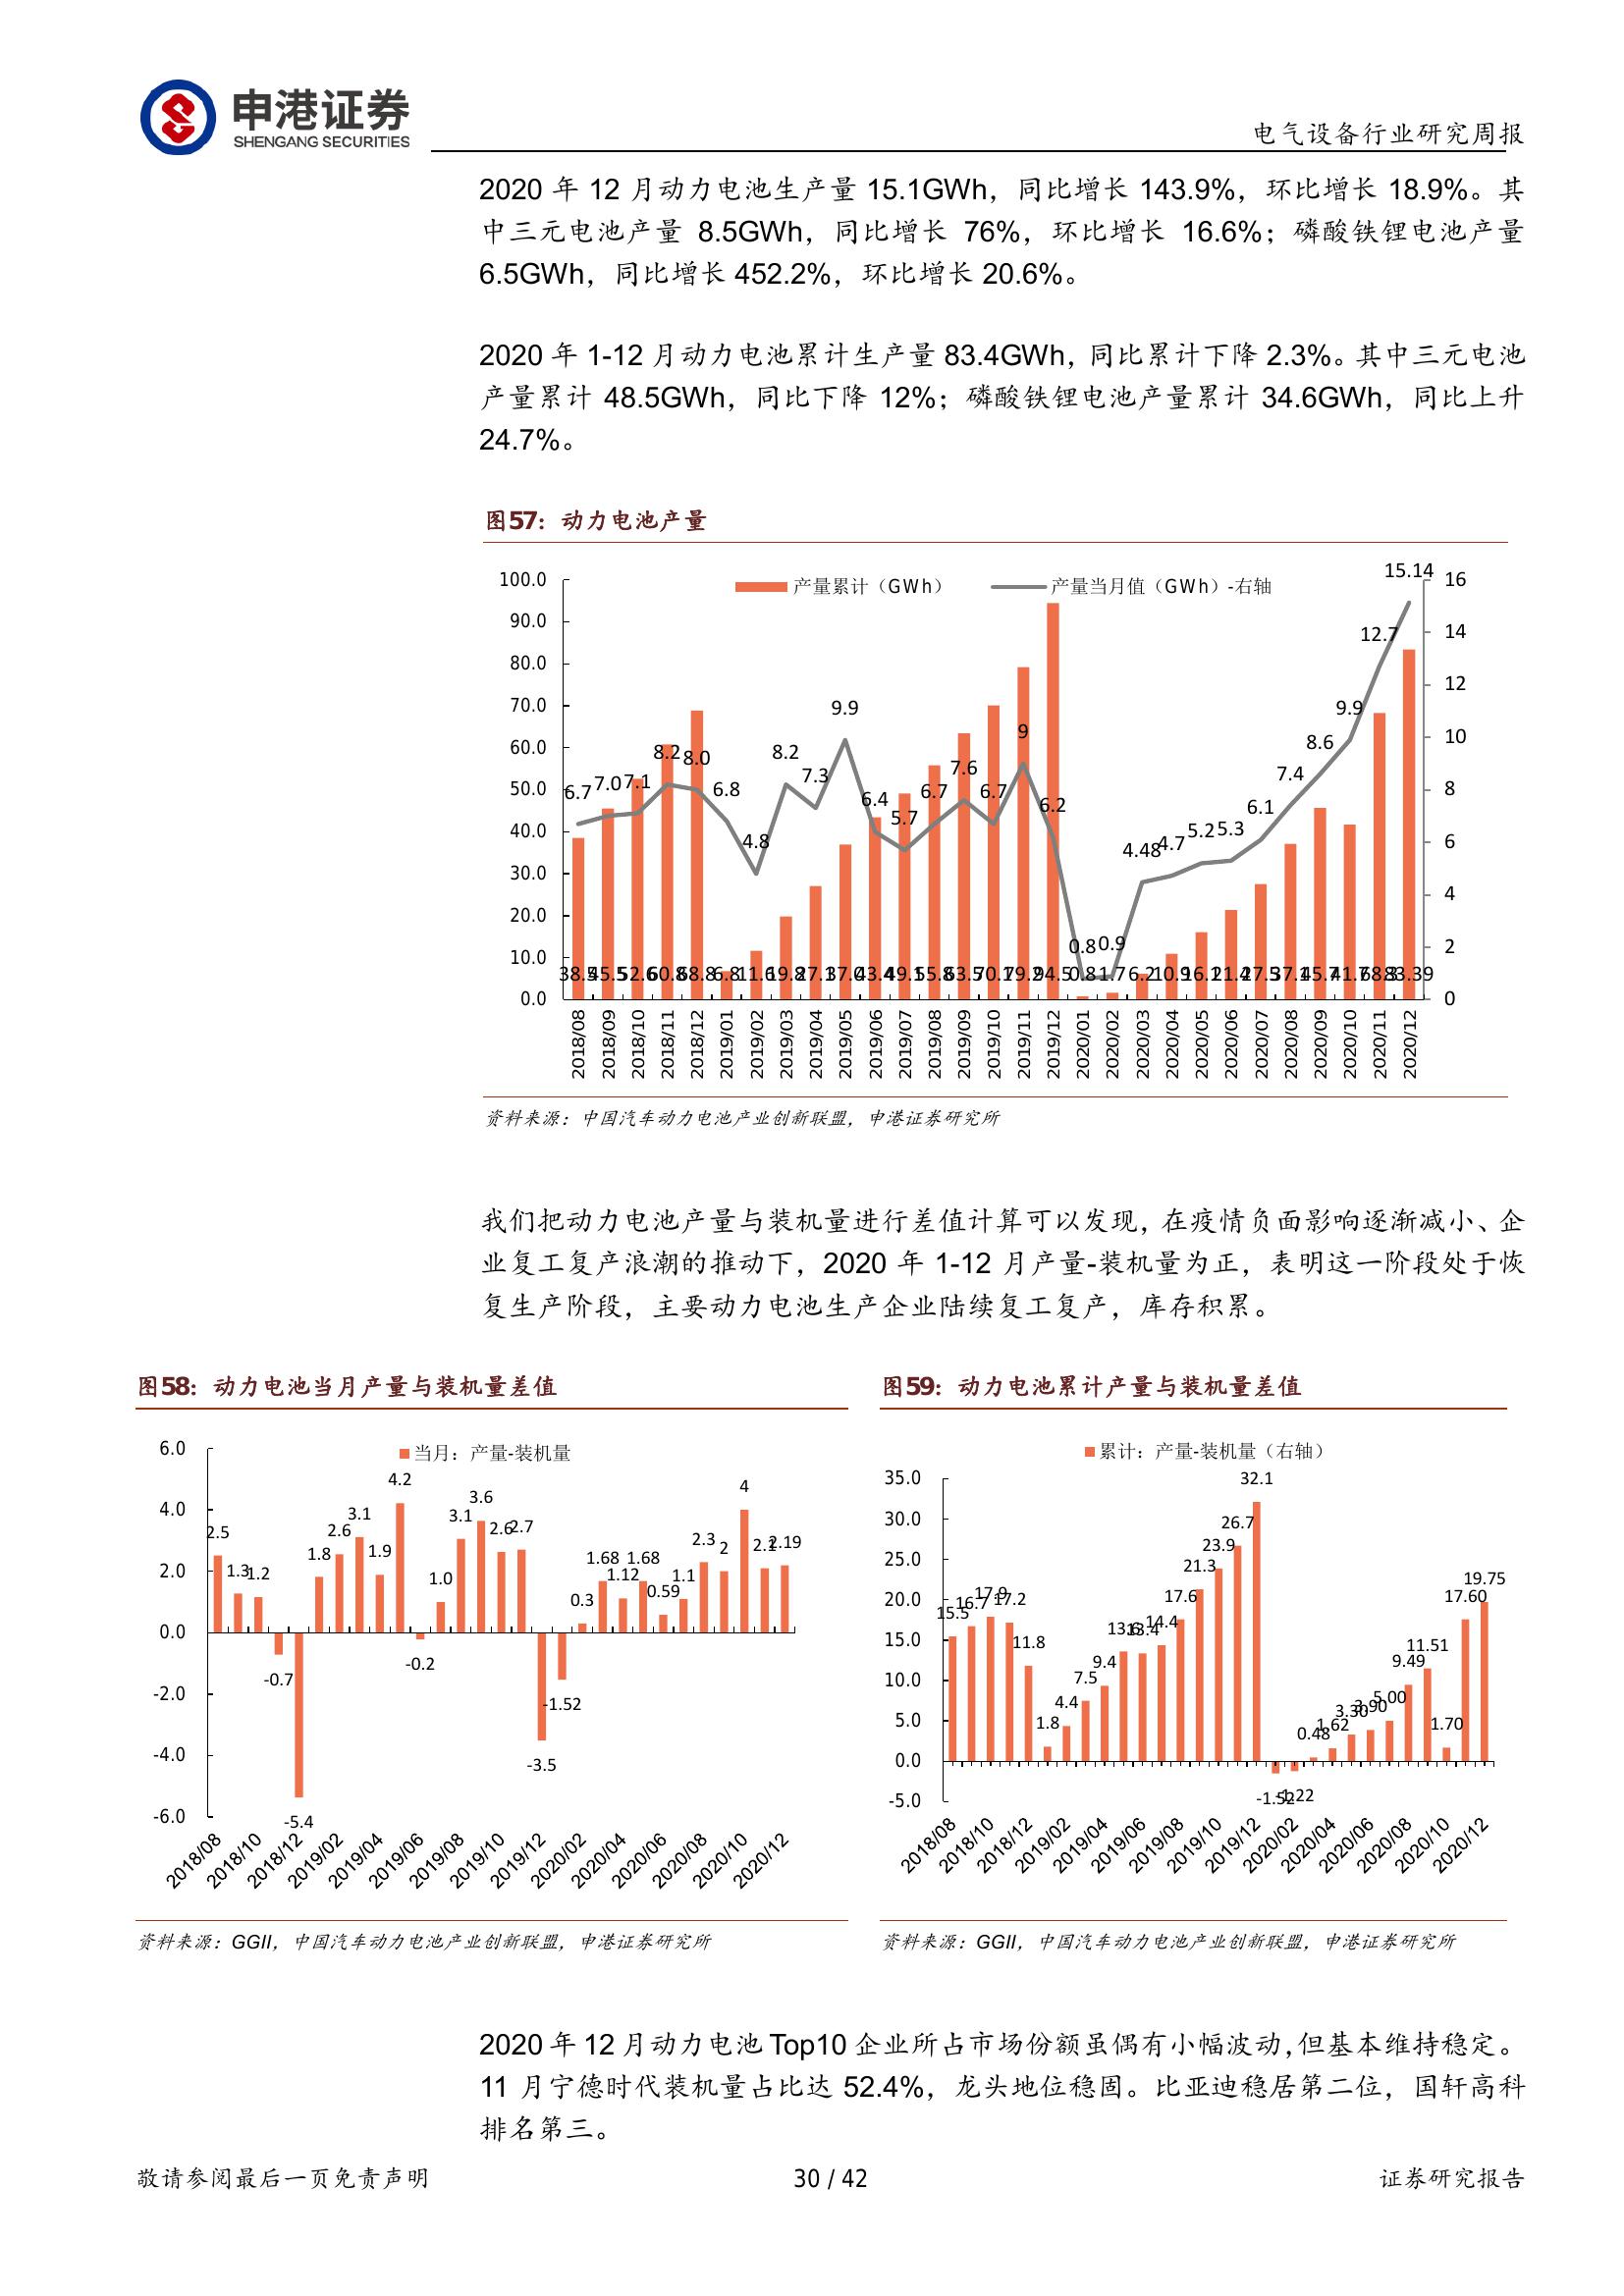 申港证券
SHENGANG SECURITIES
电气设备行业研究周报
2020 年 12 月动力电池生产量 15.1GWh，同比增长 143.9%，环比增长 18.9%。其
中三元电池产量 8.5GWh，同比增长 76%，环比增长 16.6%；磷酸铁锂电池产量
6.5GWh，同比增长 452.2%，环比增长 20.6%。
2020 年 1-12 月动力电池累计生产量 83.4GWh，同比累计下降 2.3%。其中三元电池
产量累计 48.5GWh，同比下降 12%；磷酸铁锂电池产量累计 34.6GWh，同比上升
24.7%。
图57：动力电池产量
产量累计（GWh） 产量当月值（GWh）-右轴
100.0
90.0
80.0
70.0
60.0
50.0
40.0
30.0
20.0
10.0
0.0
16
14
12
10
8
6
4
2
0
6.7 7.0 7.1 8.2 8.0 6.8 4.8 8.2 7.3 9.9 6.4 5.7 6.7 7.6 6.7 9 6.2 0.8 0.9 4.48 4.7 5.2 5.3 6.1 7.4 8.6 9.9 12.7 15.14
38.5 45.5 52.6 60.8 68.8 6.8 11.6 19.8 27.1 37.0 43.4 49.1 55.8 63.5 70.1 79.2 94.5 0.8 1.7 6.2 10.9 16.1 21.4 27.5 37.1 45.7 41.7 68.3 83.39
2018/08 2018/09 2018/10 2018/11 2018/12 2019/01 2019/02 2019/03 2019/04 2019/05 2019/06 2019/07 2019/08 2019/09 2019/10 2019/11 2019/12 2020/01 2020/02 2020/03 2020/04 2020/05 2020/06 2020/07 2020/08 2020/09 2020/10 2020/11 2020/12
资料来源：中国汽车动力电池产业创新联盟，申港证券研究所
我们把动力电池产量与装机量进行差值计算可以发现，在疫情负面影响逐渐减小、企
业复工复产浪潮的推动下，2020 年 1-12 月产量-装机量为正，表明这一阶段处于恢
复生产阶段，主要动力电池生产企业陆续复工复产，库存积累。
图58：动力电池当月产量与装机量差值
当月：产量-装机量
6.0
4.0
2.0
0.0
-2.0
-4.0
-6.0
2.5 1.3 1.2 -0.7 -5.4 1.8 2.6 3.1 1.9 4.2 -0.2 1.0 3.1 3.6 2.6 2.7 -3.5 -1.52 0.3 1.68 1.12 1.68 0.59 1.1 2.3 2 4 2.1 2.19
2018/08 2018/10 2018/12 2019/02 2019/04 2019/06 2019/08 2019/10 2019/12 2020/02 2020/04 2020/06 2020/08 2020/10 2020/12
资料来源：GGII，中国汽车动力电池产业创新联盟，申港证券研究所
图59：动力电池累计产量与装机量差值
累计：产量-装机量（右轴）
35.0
30.0
25.0
20.0
15.0
10.0
5.0
0.0
-5.0
15.5 16.7 17.9 17.2 11.8 1.8 4.4 7.5 9.4 13.6 13.4 14.4 17.6 21.3 23.9 26.7 32.1 -1.52 -1.22 0.48 1.62 3.30 3.90 5.00 9.49 11.51 1.70 17.60 19.75
2018/08 2018/10 2018/12 2019/02 2019/04 2019/06 2019/08 2019/10 2019/12 2020/02 2020/04 2020/06 2020/08 2020/10 2020/12
资料来源：GGII，中国汽车动力电池产业创新联盟，申港证券研究所
2020 年 12 月动力电池 Top10 企业所占市场份额虽偶有小幅波动，但基本维持稳定。
11 月宁德时代装机量占比达 52.4%，龙头地位稳固。比亚迪稳居第二位，国轩高科
排名第三。
敬请参阅最后一页免责声明
30 / 42
证券研究报告